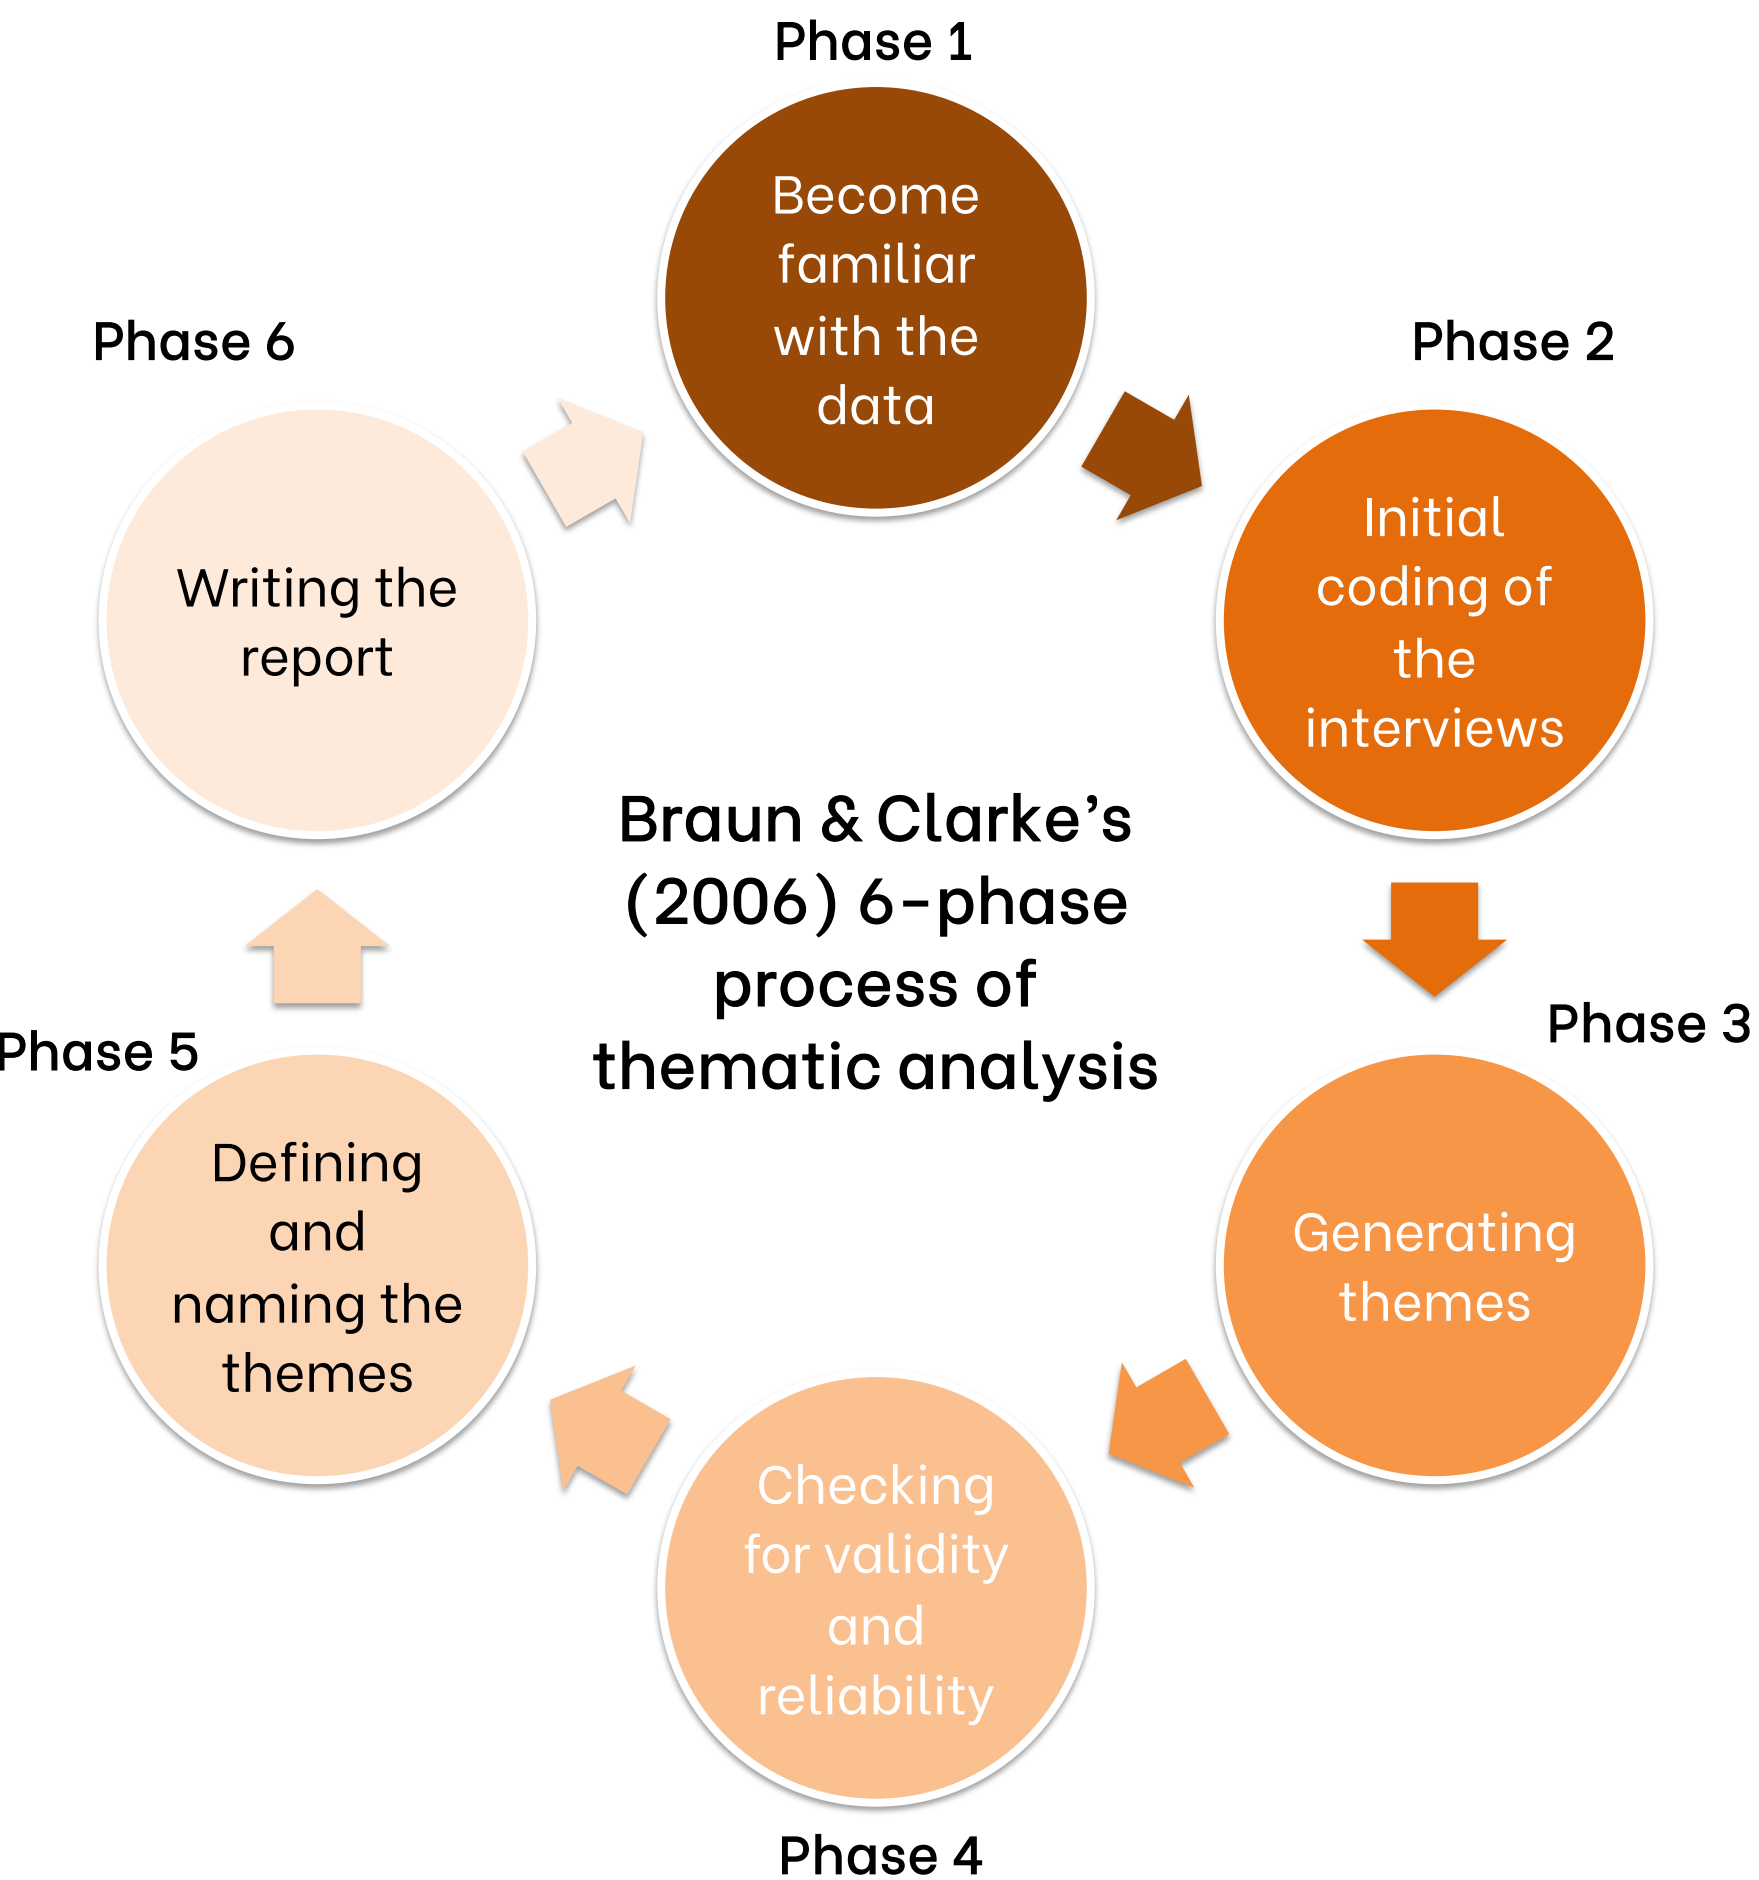 Phase 1
Become
familiar
with the
data
Phase 2
Initial
coding of
the
interviews
Phase 3
Generating
themes
Phase 4
Checking
for validity
and
reliability
Phase 5
Defining
and
naming the
themes
Phase 6
Writing the
report
Braun & Clarke’s
(2006) 6-phase
process of
thematic analysis